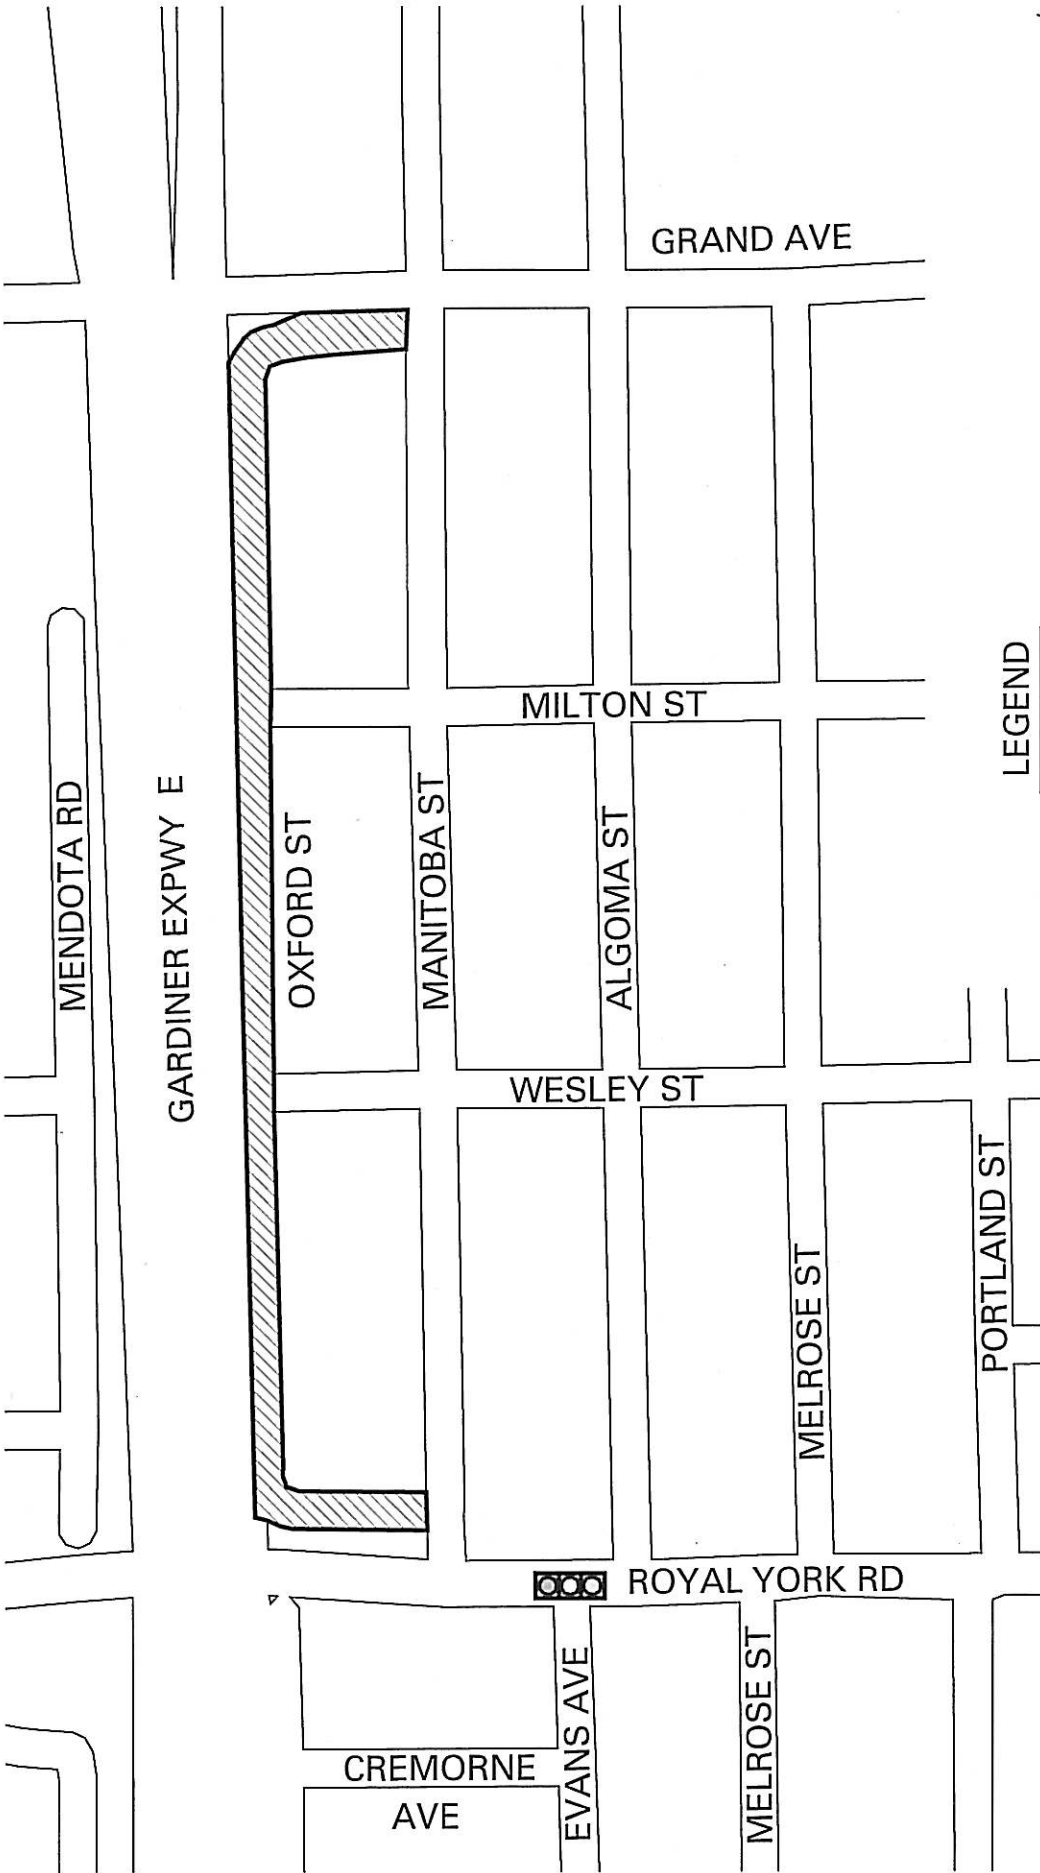 GRAND AVE
MILTON ST
LEGEND
MENDOTA RD
GARDINER EXPWY E
OXFORD ST
MANITOBA ST
ALGOMA ST
WESLEY ST
PORTLAND ST
MELROSE ST
ROYAL YORK RD
EVANS AVE
MELROSE ST
CREMORNE
AVE